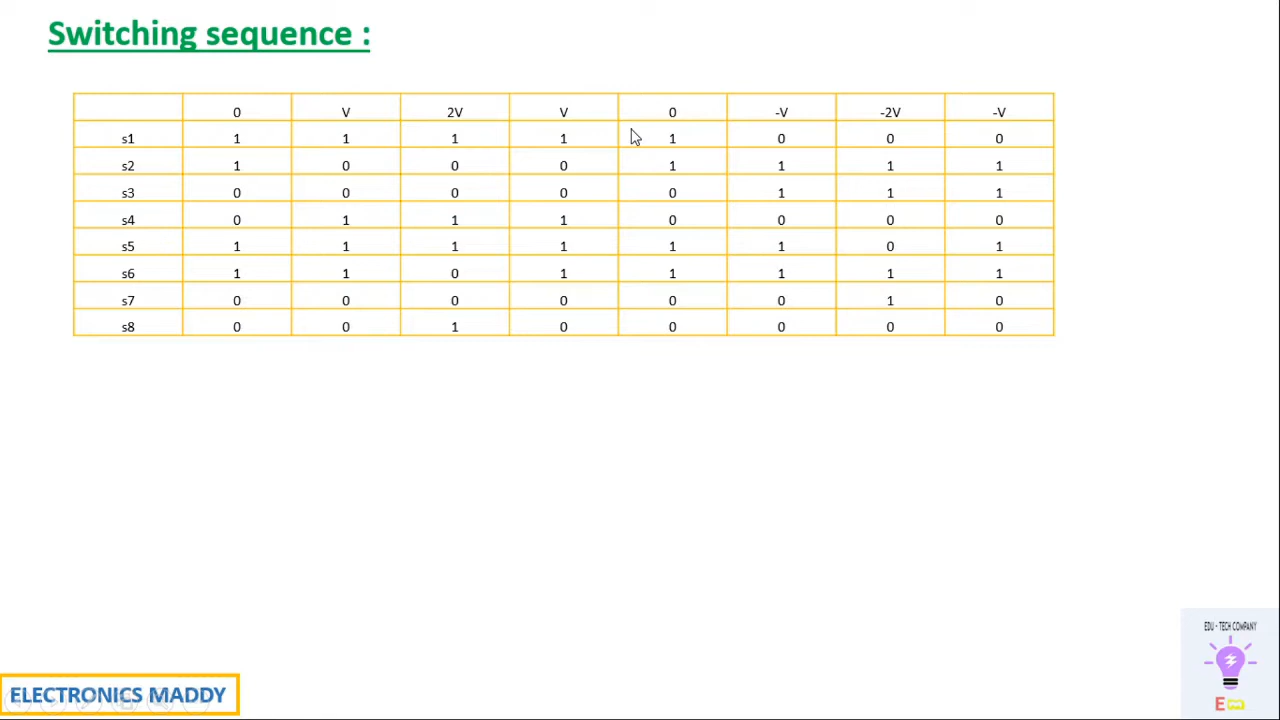 Switching sequence :
0 V 2V V 0 -V -2V -V
s1 1 1 1 1 1 0 0 0
s2 1 0 0 0 1 1 1 1
s3 0 0 0 0 0 1 1 1
s4 0 1 1 1 0 0 0 0
s5 1 1 1 1 1 1 0 1
s6 1 1 0 1 1 1 1 1
s7 0 0 0 0 0 0 1 0
s8 0 0 1 0 0 0 0 0
EDU - TECH COMPANY
Em
ELECTRONICS MADDY